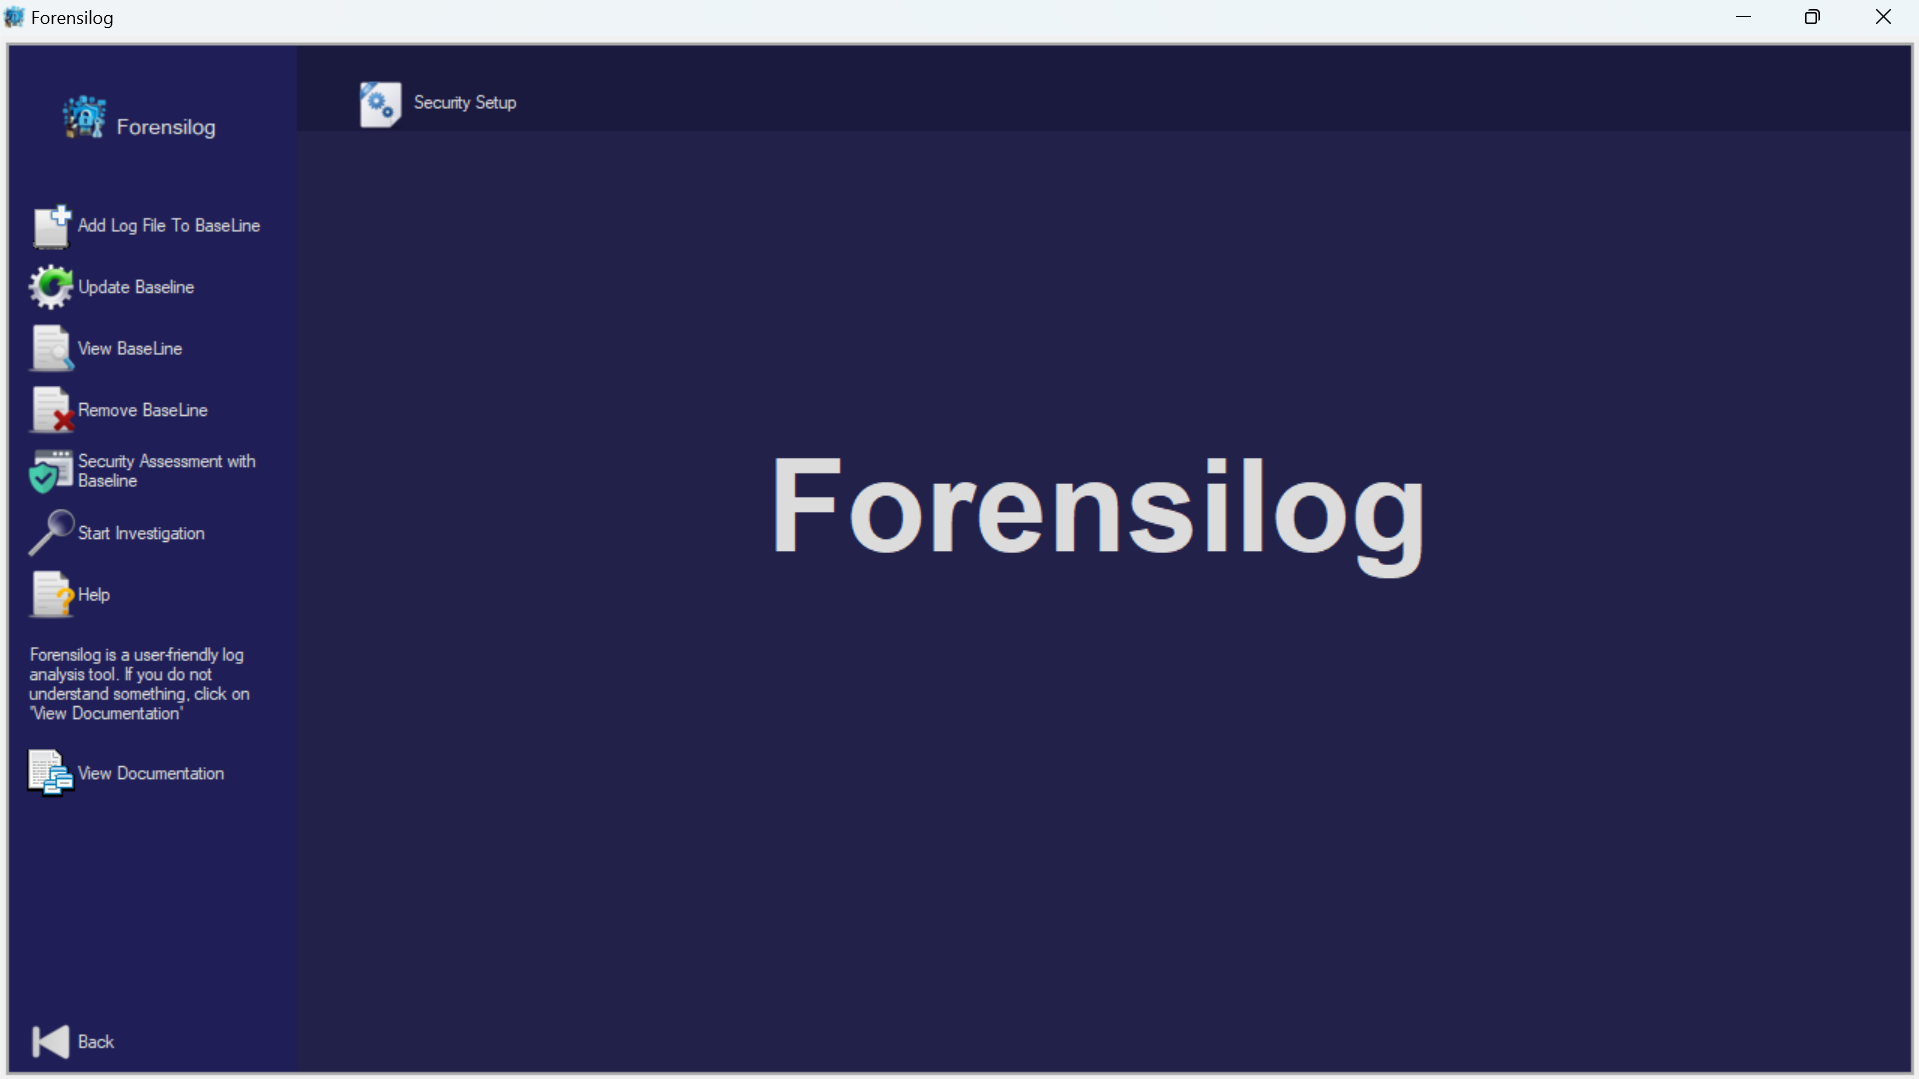 Forensilog
Forensilog
Security Setup
Add Log File To BaseLine
Update Baseline
View BaseLine
Remove BaseLine
Security Assessment with
Baseline
Start Investigation
Help
Forensilog is a user-friendly log
analysis tool. If you do not
understand something, click on
'View Documentation'
View Documentation
Back
Forensilog